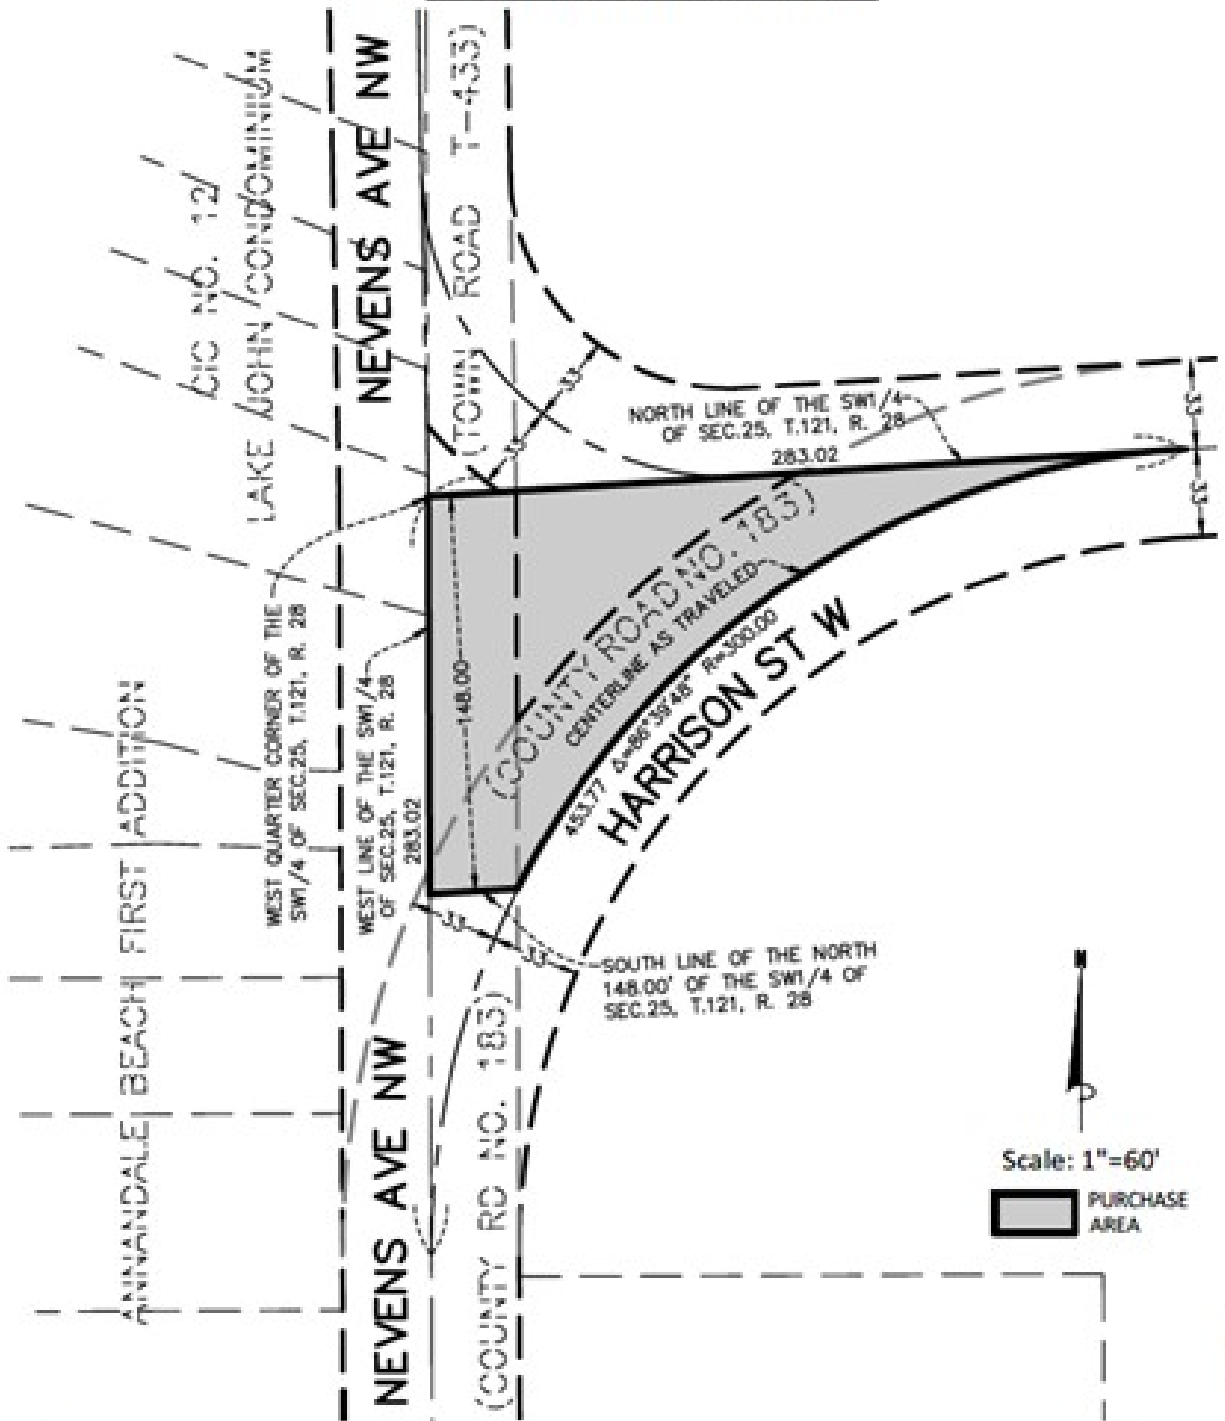 NEVENS AVE NW
(TOWN ROAD T-433)
CIC NO. 12
LAKE JOHN CONDOMINIUM
33
33
NORTH LINE OF THE SW1/4
OF SEC.25, T.121, R. 28
283.02
33
33
(COUNTY ROAD NO. 183)
CENTERLINE AS TRAVELED
453.77 Δ=86°39'48" R=300.00
HARRISON ST W
148.00
WEST QUARTER CORNER OF THE
SW1/4 OF SEC.25, T.121, R. 28
WEST LINE OF THE SW1/4
OF SEC.25, T.121, R. 28
283.02
ANNANDALE BEACH FIRST ADDITION
33
33
SOUTH LINE OF THE NORTH
148.00' OF THE SW1/4 OF
SEC.25, T.121, R. 28
NEVENS AVE NW
(COUNTY RD NO. 183)
N
Scale: 1"=60'
PURCHASE
AREA